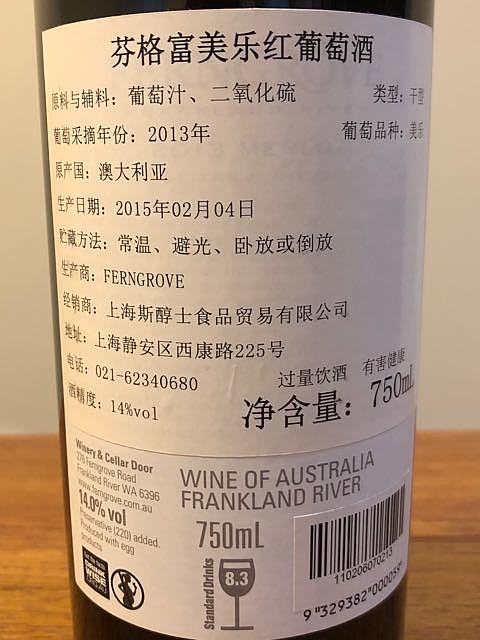 芬格富美乐红葡萄酒
原料与辅料：葡萄汁、二氧化硫 类型：干型
葡萄采摘年份：2013年 葡萄品种：美乐
原产国：澳大利亚
生产日期：2015年02月04日
贮藏方法：常温、避光、卧放或倒放
生产商：FERNGROVE
经销商：上海斯醇士食品贸易有限公司
地址：上海静安区西康路225号
电话：021-62340680 过量饮酒 有害健康
酒精度：14%vol 净含量：750mL
Winery & Cellar Door
276 Ferngrove Road
Frankland River WA 6396
www.ferngrove.com.au
14.0% vol
Preservative (220) added.
Produced with egg
products
WINE OF AUSTRALIA
FRANKLAND RIVER
750mL
Standard Drinks
8.3
110206070213
WISE